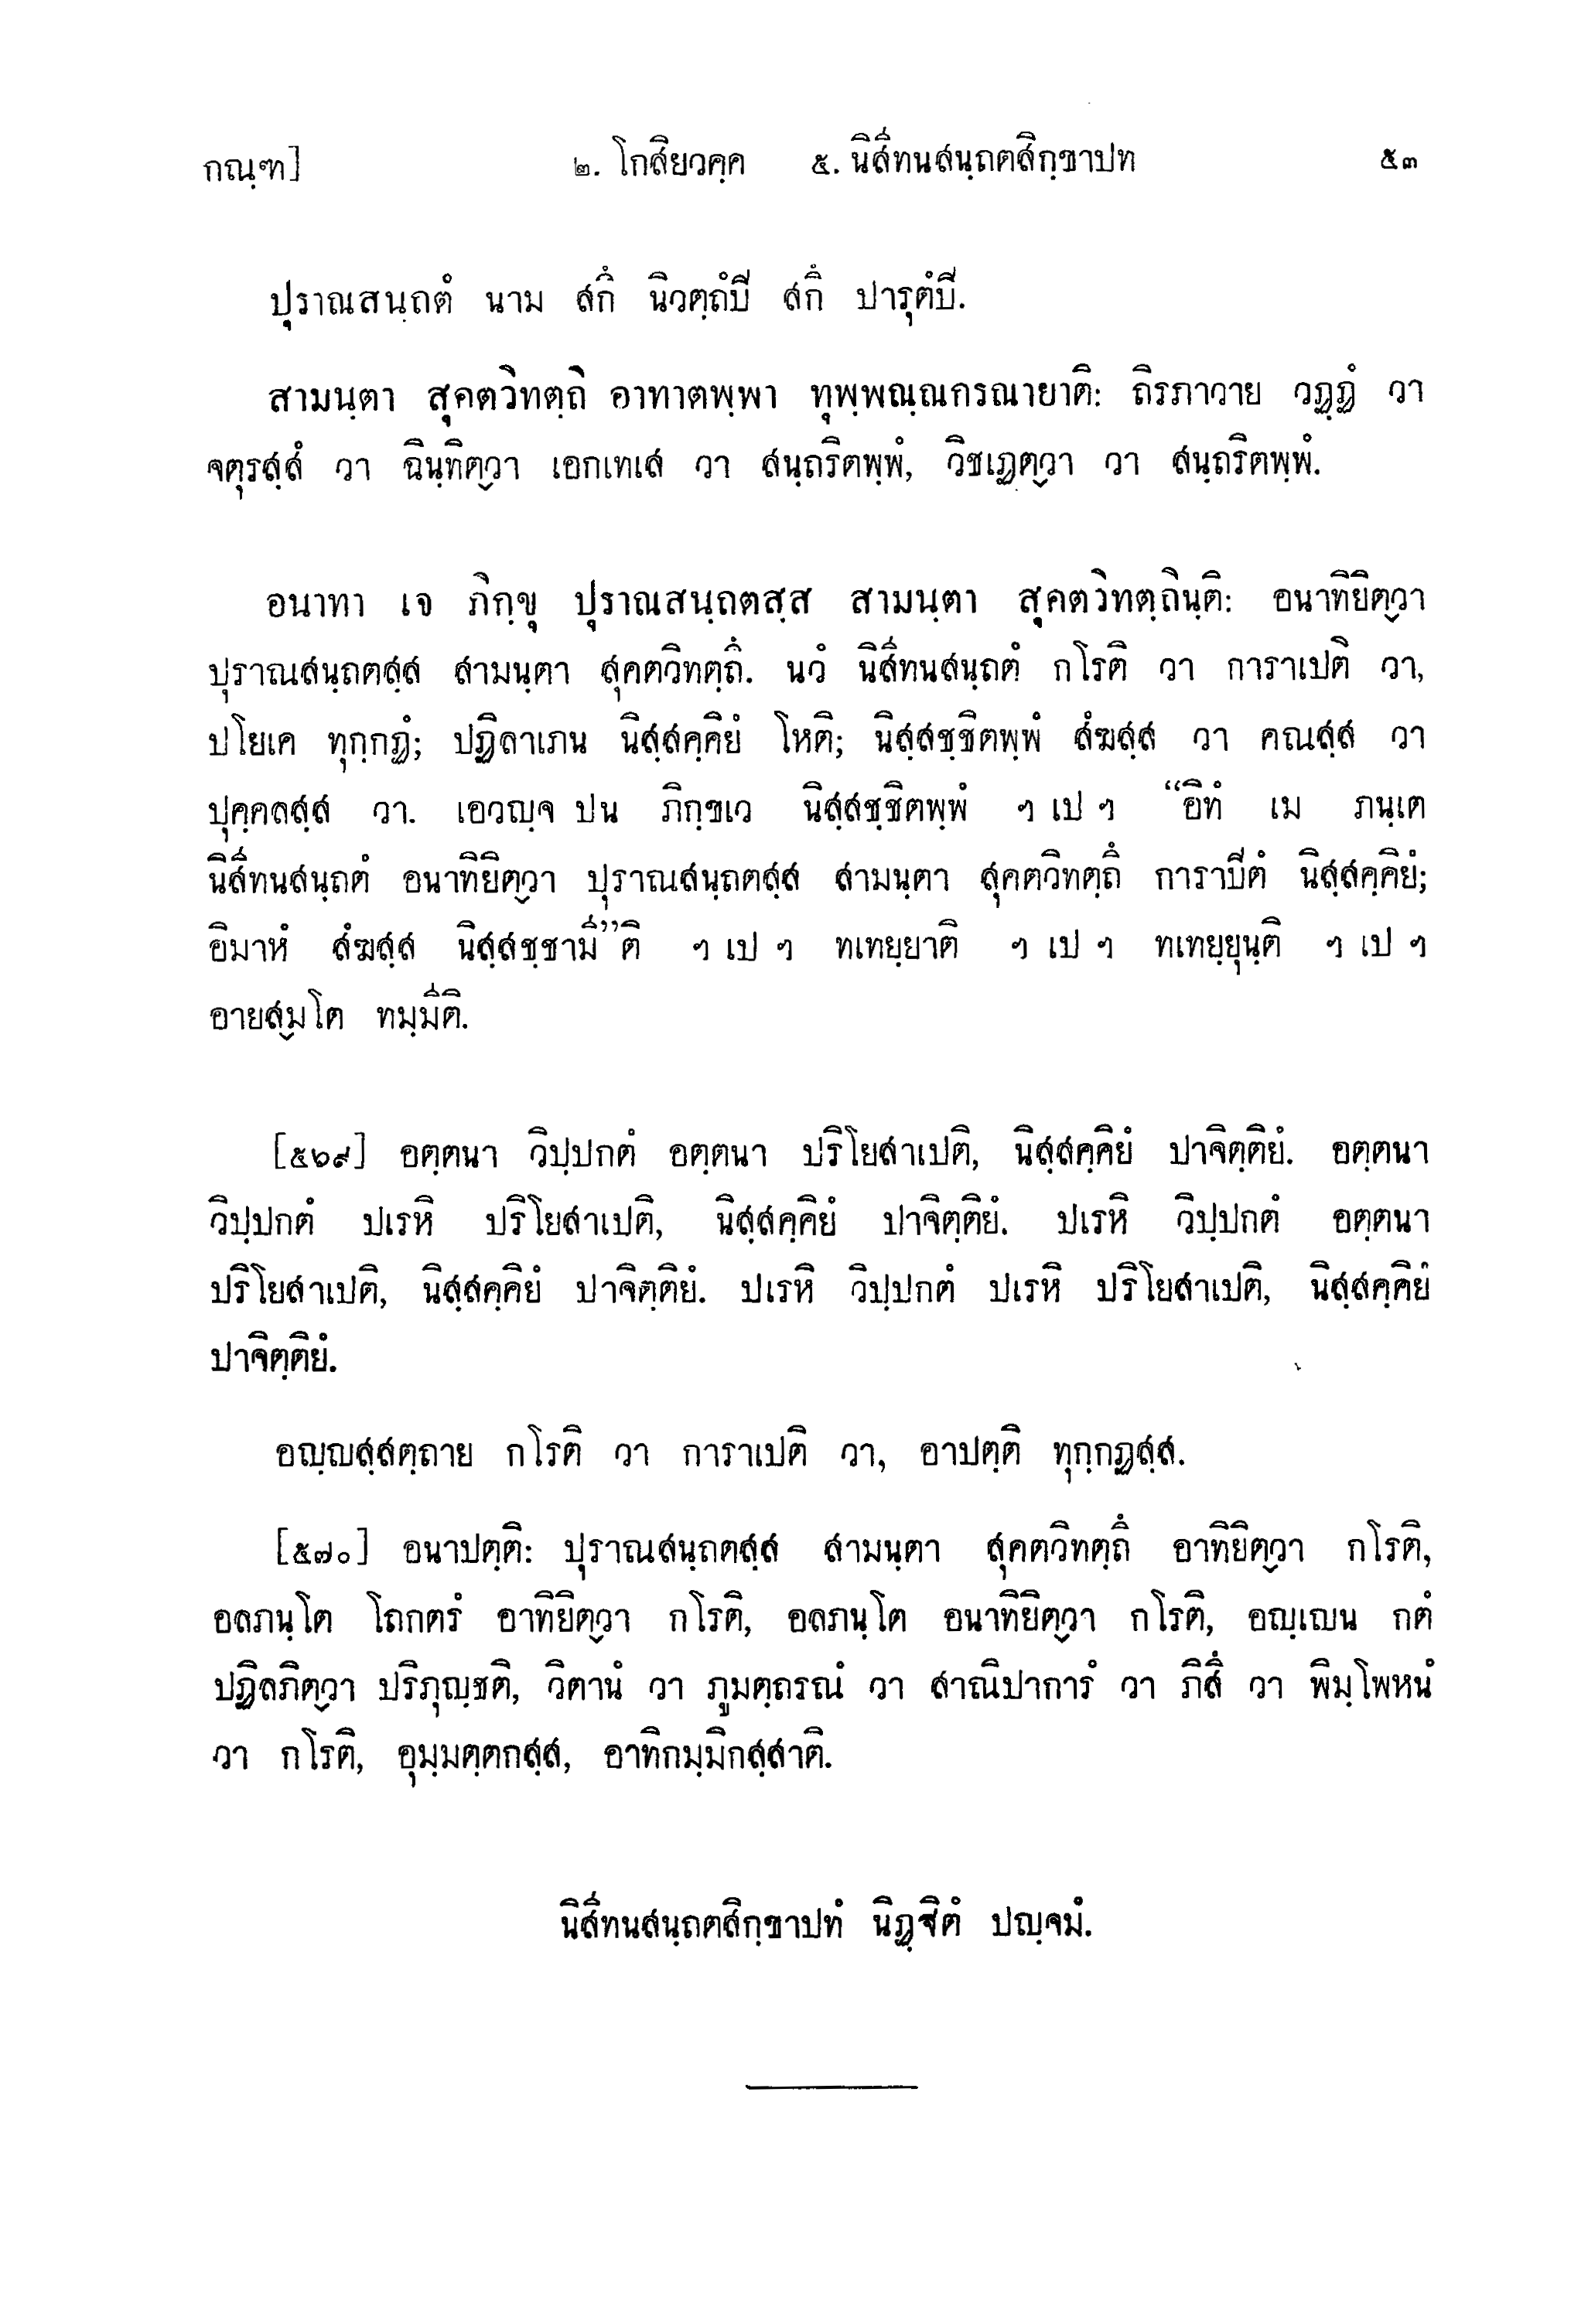 กณฺฑ] ๒. โกสิยวคฺค ๕. นิสีทนสนฺถตสิกฺขาปท ๕๓
ปุราณสนฺถตํ นาม สกึ นิวตฺถํปี สกึ ปารุตํปี.
สามนฺตา สุคตวิทตฺถิ อาทาตพฺพา ทุพฺพณฺณกรณายาติ: ถิรภาวาย วฏฺฏํ วา
จตุรสฺสํ วา ฉินฺทิตฺวา เอกเทเส วา สนฺถริตพฺพํ, วิชเฏตฺวา วา สนฺถริตพฺพํ.
อนาทา เจ ภิกฺขุ ปุราณสนฺถตสฺส สามนฺตา สุคตวิทตฺถินฺติ: อนาทิยิตฺวา
ปุราณสนฺถตสฺส สามนฺตา สุคตวิทตฺถึ. นวํ นิสีทนสนฺถตํ กโรติ วา การาเปติ วา,
ปโยเค ทุกฺกฏํ; ปฏิลาเภน นิสฺสคฺคิยํ โหติ; นิสฺสชฺชิตพฺพํ สํฆสฺส วา คณสฺส วา
ปุคฺคลสฺส วา. เอวญฺจ ปน ภิกฺขเว นิสฺสชฺชิตพฺพํ ฯ เป ฯ “อิทํ เม ภนฺเต
นิสีทนสนฺถตํ อนาทิยิตฺวา ปุราณสนฺถตสฺส สามนฺตา สุคตวิทตฺถึ การาปีตํ นิสฺสคฺคิยํ;
อิมาหํ สํฆสฺส นิสฺสชฺชามี”ติ ฯ เป ฯ ทเทยฺยาติ ฯ เป ฯ ทเทยฺยุนฺติ ฯ เป ฯ
อายสฺมโต ทมฺมีติ.
[๕๖๙] อตฺตนา วิปฺปกตํ อตฺตนา ปริโยสาเปติ, นิสฺสคฺคิยํ ปาจิตฺติยํ. อตฺตนา
วิปฺปกตํ ปเรหิ ปริโยสาเปติ, นิสฺสคฺคิยํ ปาจิตฺติยํ. ปเรหิ วิปฺปกตํ อตฺตนา
ปริโยสาเปติ, นิสฺสคฺคิยํ ปาจิตฺติยํ. ปเรหิ วิปฺปกตํ ปเรหิ ปริโยสาเปติ, นิสฺสคฺคิยํ
ปาจิตฺติยํ.
อญฺญสฺสตฺถาย กโรติ วา การาเปติ วา, อาปตฺติ ทุกฺกฏสฺส.
[๕๗๐] อนาปตฺติ: ปุราณสนฺถตสฺส สามนฺตา สุคตวิทตฺถึ อาทิยิตฺวา กโรติ,
อลภนฺโต โถกตรํ อาทิยิตฺวา กโรติ, อลภนฺโต อนาทิยิตฺวา กโรติ, อญฺเญน กตํ
ปฏิลภิตฺวา ปริภุญฺชติ, วิตานํ วา ภูมตฺถรณํ วา สาณิปาการํ วา ภิสึ วา พิมฺโพหนํ
วา กโรติ, อุมฺมตฺตกสฺส, อาทิกมฺมิกสฺสาติ.
นิสีทนสนฺถตสิกฺขาปทํ นิฏฺฐิตํ ปญฺจมํ.